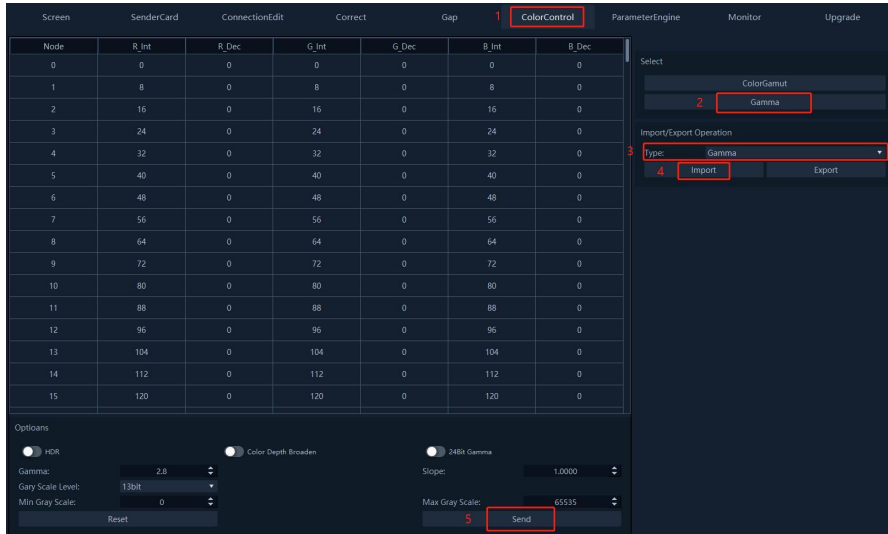 Screen SenderCard ConnectionEdit Correct Gap 1 ColorControl ParameterEngine Monitor Upgrade
Node R_Int R_Dec G_Int G_Dec B_Int B_Dec
0 0 0 0 0 0 0
1 8 0 8 0 8 0
2 16 0 16 0 16 0
3 24 0 24 0 24 0
4 32 0 32 0 32 0
5 40 0 40 0 40 0
6 48 0 48 0 48 0
7 56 0 56 0 56 0
8 64 0 64 0 64 0
9 72 0 72 0 72 0
10 80 0 80 0 80 0
11 88 0 88 0 88 0
12 96 0 96 0 96 0
13 104 0 104 0 104 0
14 112 0 112 0 112 0
15 120 0 120 0 120 0
Select
ColorGamut
2 Gamma
Import/Export Operation
3 Type: Gamma
4 Import Export
Optioans
HDR Color Depth Broaden 24Bit Gamma
Gamma: 2.8 Slope: 1.0000
Gary Scale Level: 13bit
Min Gray Scale: 0 Max Gray Scale: 65535
Reset 5 Send